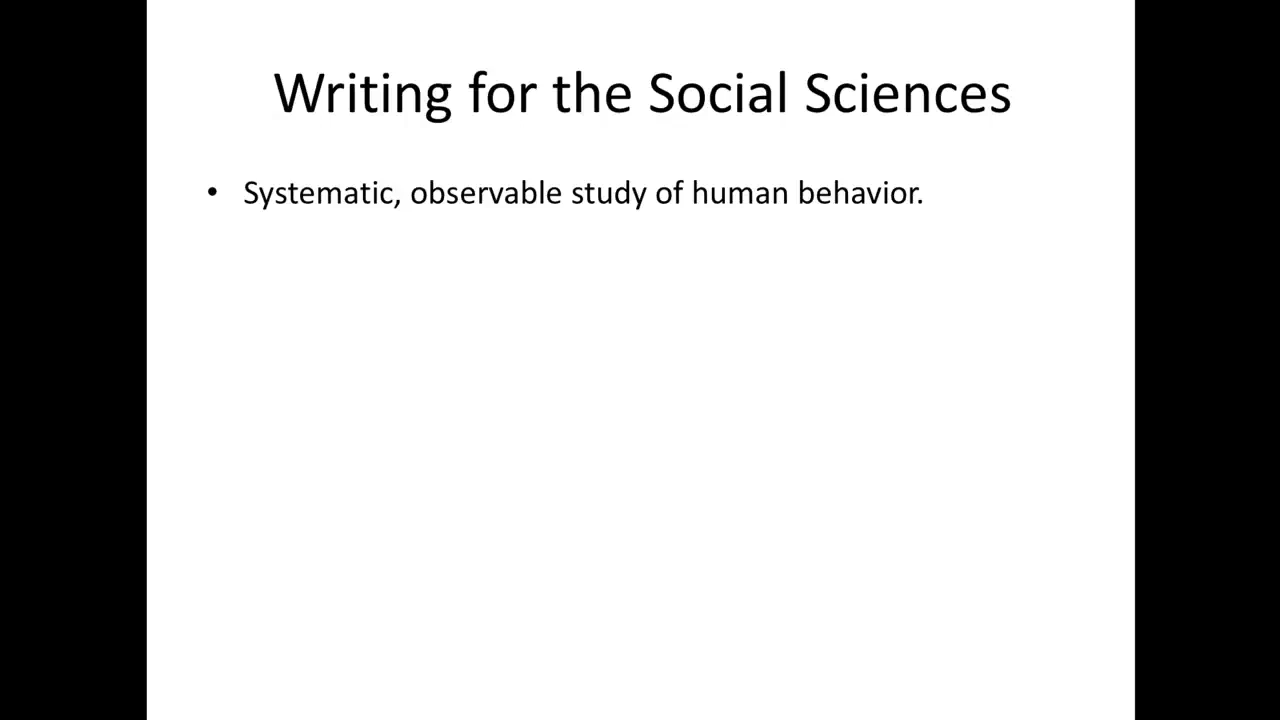 Writing for the Social Sciences
• Systematic, observable study of human behavior.